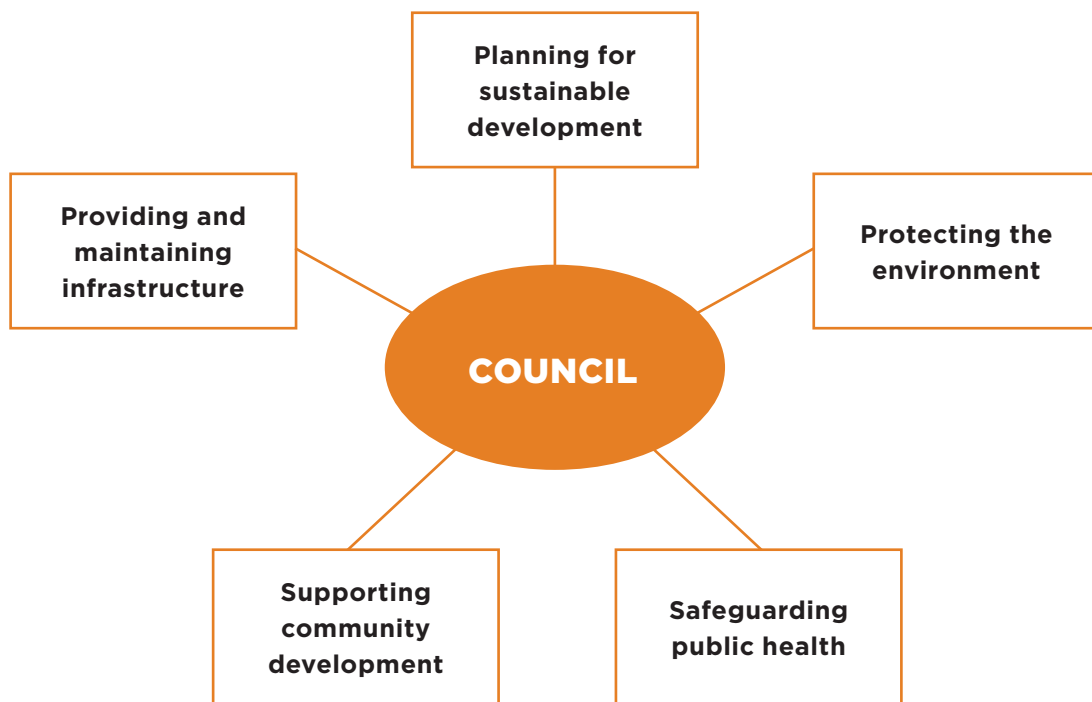 Planning for
sustainable
development
Providing and
maintaining
infrastructure
Protecting the
environment
COUNCIL
Supporting
community
development
Safeguarding
public health